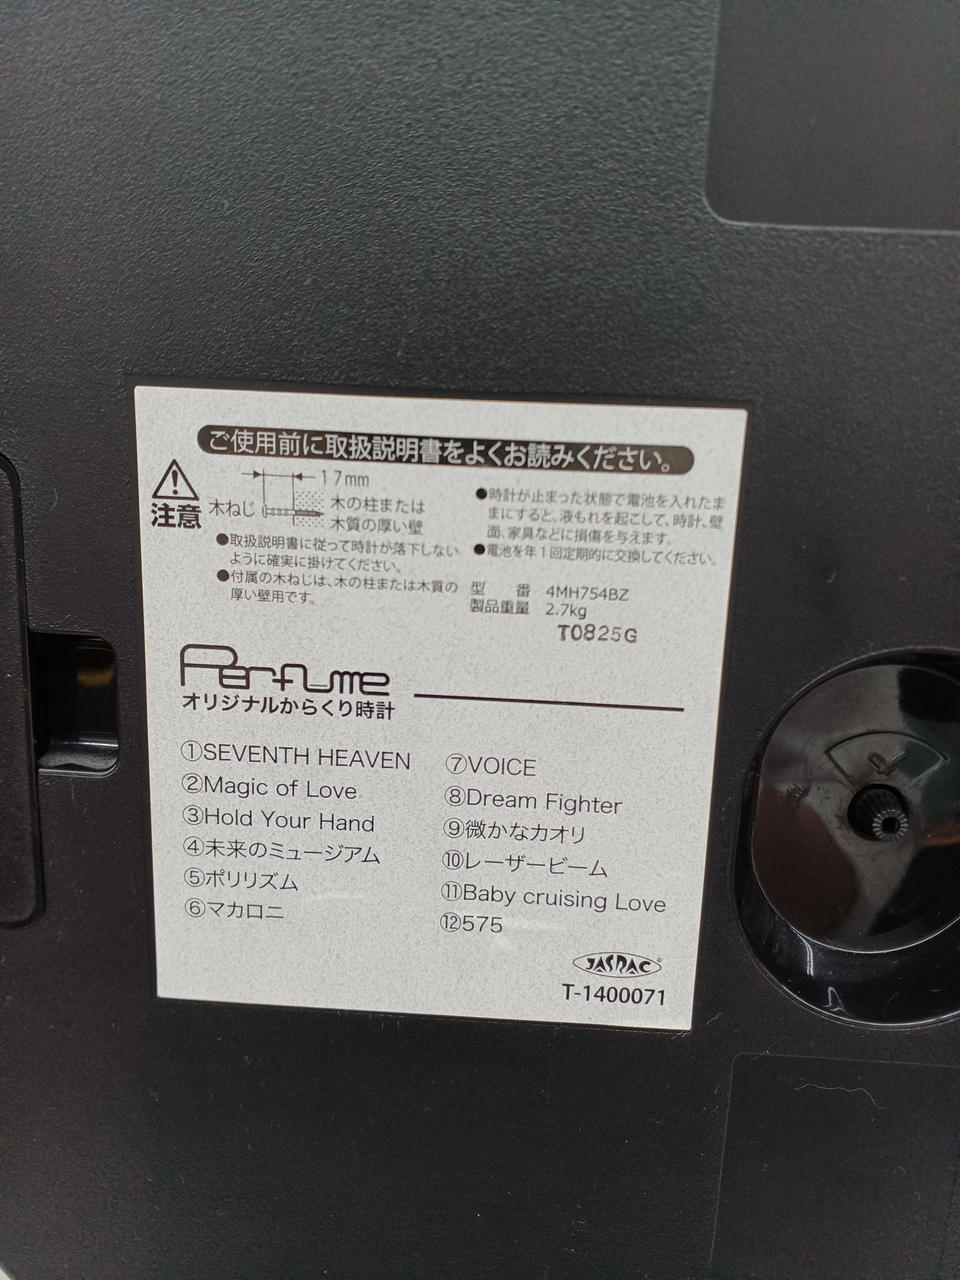 ご使用前に取扱説明書をよくお読みください。
注意
17mm
木ねじ
木の柱または
木質の厚い壁
●取扱説明書に従って時計が落下しない
ように確実に掛けてください。
●付属の木ねじは、木の柱または木質の
厚い壁用です。
●時計が止まった状態で電池を入れたま
まにすると、液もれを起こして、時計、壁
面、家具などに損傷を与えます。
●電池を年1回定期的に交換してください。
型 番 4MH754BZ
製品重量 2.7kg
T0825G
Perfume
オリジナルからくり時計
①SEVENTH HEAVEN
②Magic of Love
③Hold Your Hand
④未来のミュージアム
⑤ポリリズム
⑥マカロニ
⑦VOICE
⑧Dream Fighter
⑨微かなカオリ
⑩レーザービーム
⑪Baby cruising Love
⑫575
JASRAC®
T-1400071